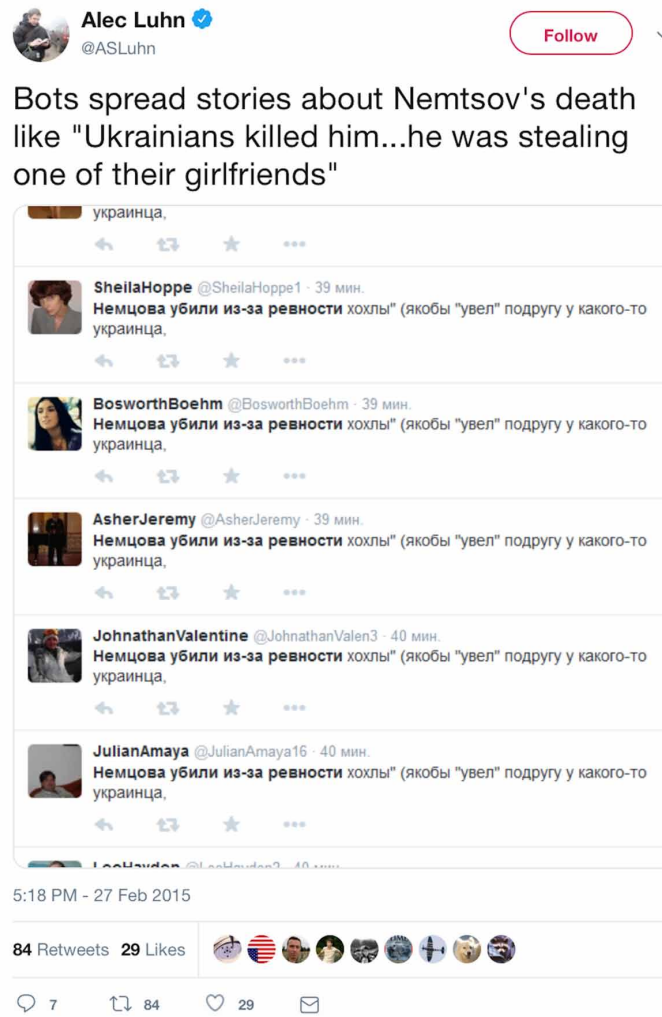 Alec Luhn
@ASLuhn
Follow
Bots spread stories about Nemtsov's death
like "Ukrainians killed him...he was stealing
one of their girlfriends"
украинца,
SheilaHoppe @SheilaHoppe1 · 39 мин.
Немцова убили из-за ревности хохлы" (якобы "увел" подругу у какого-то
украинца,
BosworthBoehm @BosworthBoehm · 39 мин.
Немцова убили из-за ревности хохлы" (якобы "увел" подругу у какого-то
украинца,
AsherJeremy @AsherJeremy · 39 мин.
Немцова убили из-за ревности хохлы" (якобы "увел" подругу у какого-то
украинца,
JohnathanValentine @JohnathanValen3 · 40 мин.
Немцова убили из-за ревности хохлы" (якобы "увел" подругу у какого-то
украинца,
JulianAmaya @JulianAmaya16 · 40 мин.
Немцова убили из-за ревности хохлы" (якобы "увел" подругу у какого-то
украинца,
5:18 PM - 27 Feb 2015
84 Retweets 29 Likes
7 84 29